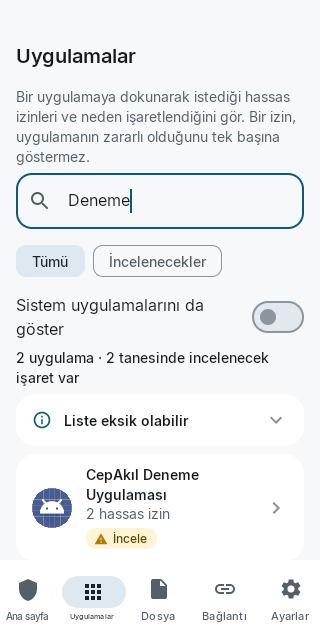 Uygulamalar
Bir uygulamaya dokunarak istediği hassas
izinleri ve neden işaretlendiğini gör. Bir izin,
uygulamanın zararlı olduğunu tek başına
göstermez.
Deneme
Tümü
İncelenecekler
Sistem uygulamalarını da
göster
2 uygulama · 2 tanesinde incelenecek
işaret var
Liste eksik olabilir
CepAkıl Deneme
Uygulaması
2 hassas izin
İncele
Ana sayfa
Uygulamalar
Dosya
Bağlantı
Ayarlar